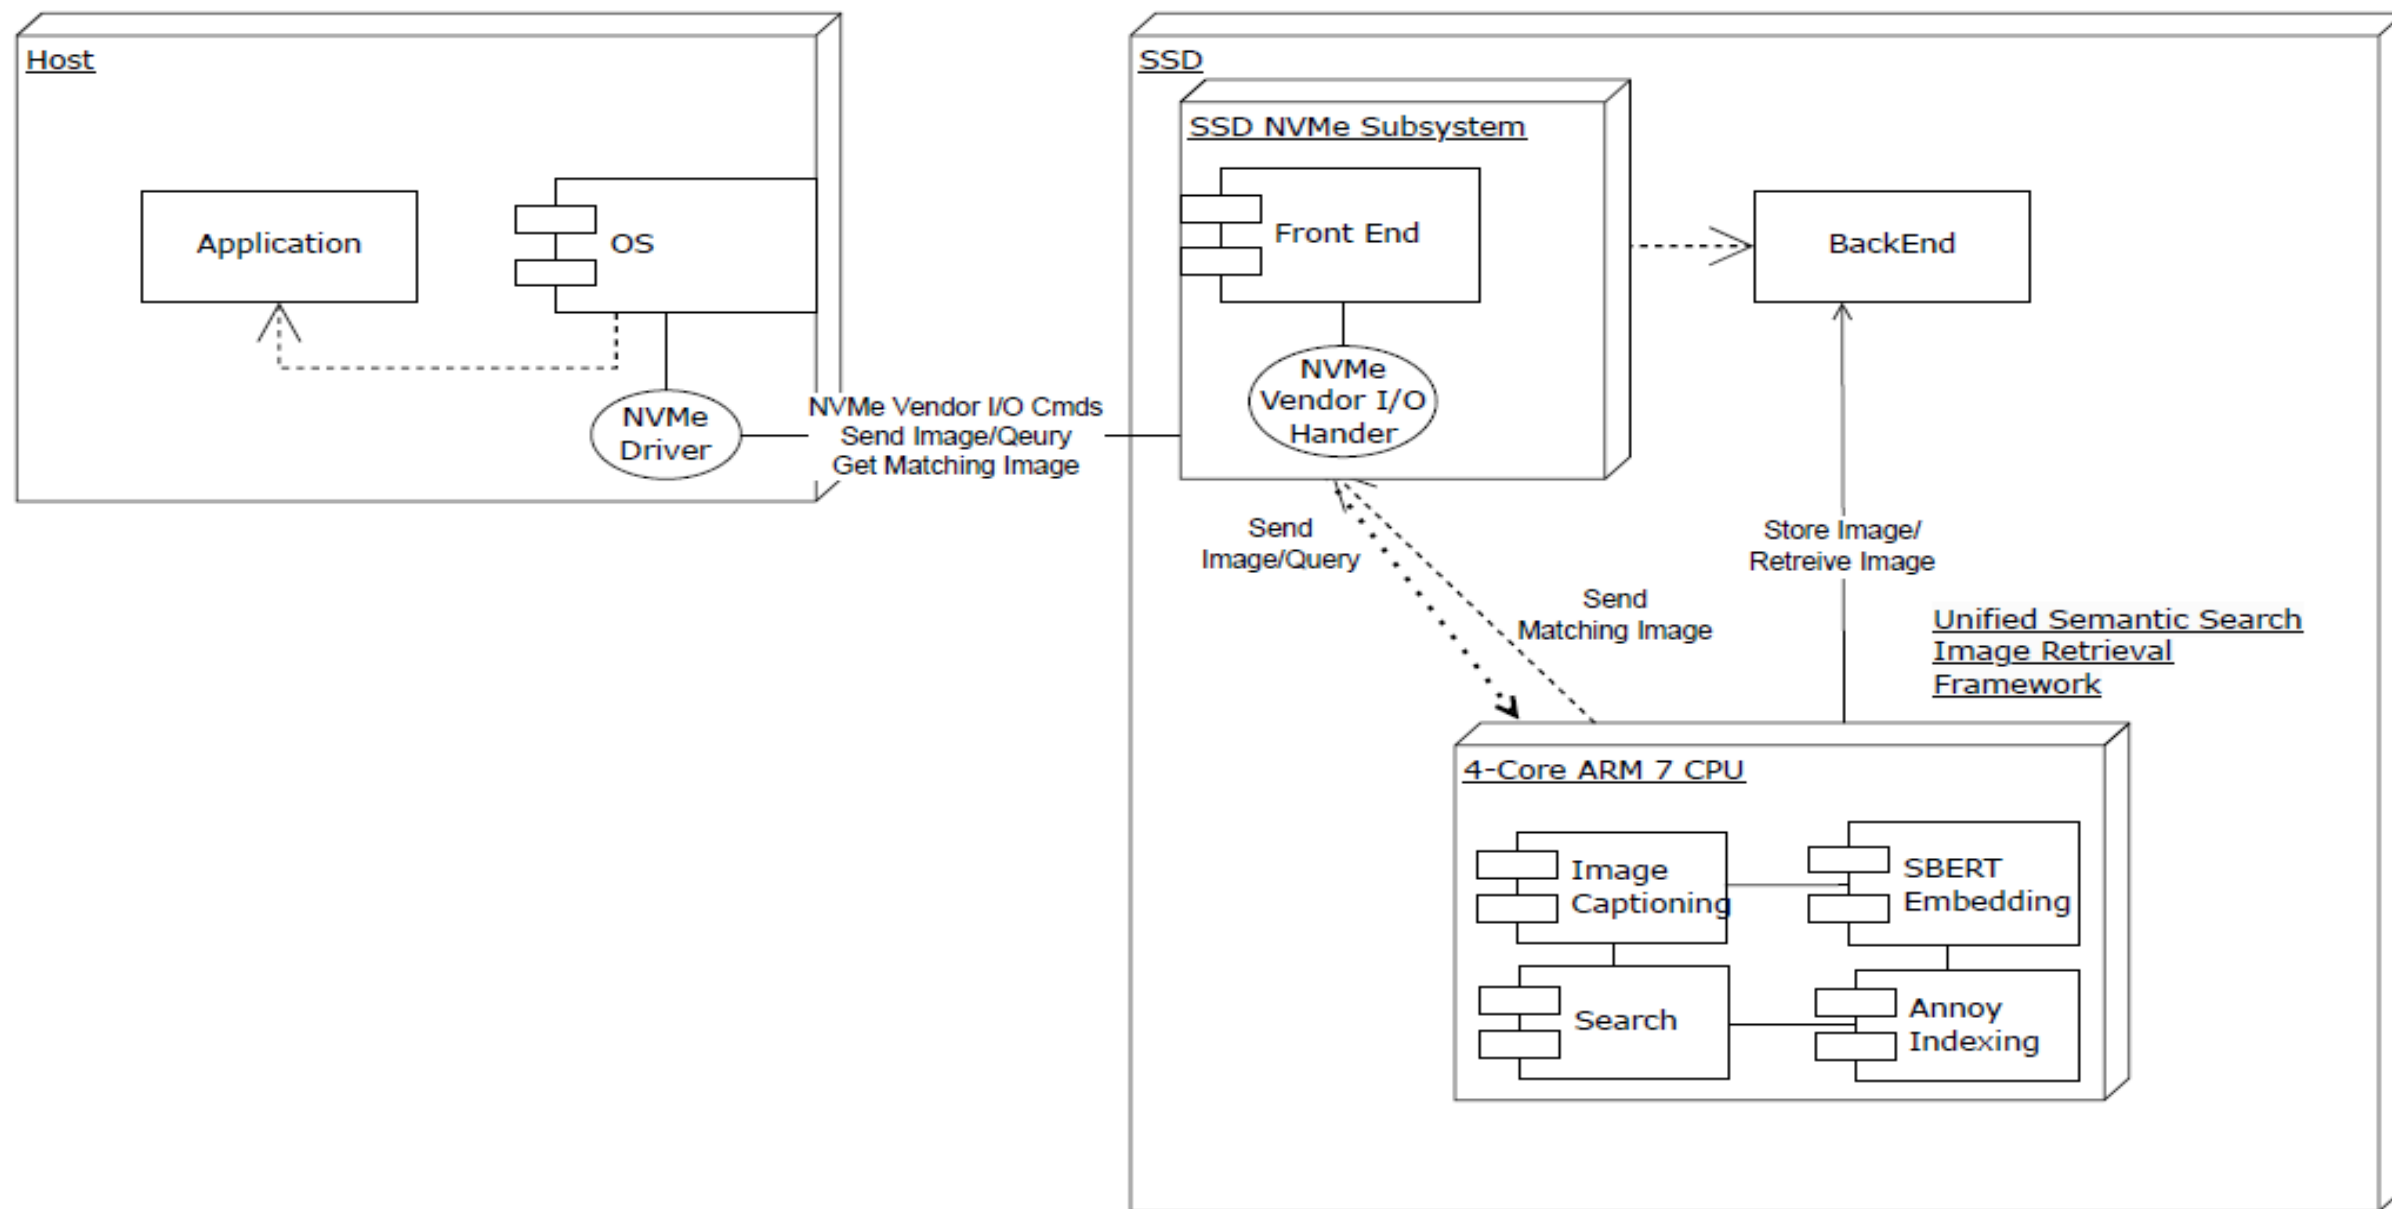 Host
Application
OS
NVMe
Driver
NVMe Vendor I/O Cmds
Send Image/Qeury
Get Matching Image
SSD
SSD NVMe Subsystem
Front End
NVMe
Vendor I/O
Hander
BackEnd
Send
Image/Query
Send
Matching Image
Store Image/
Retreive Image
Unified Semantic Search
Image Retrieval
Framework
4-Core ARM 7 CPU
Image
Captioning
SBERT
Embedding
Search
Annoy
Indexing